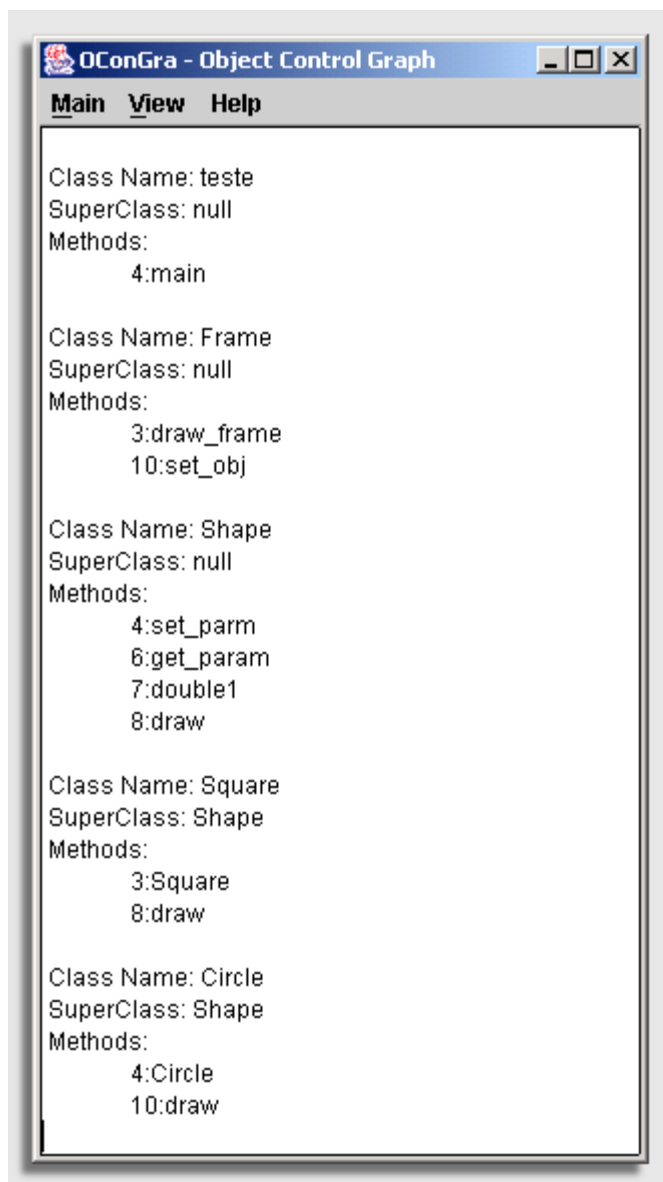 OConGra - Object Control Graph
Main View Help
Class Name: teste
SuperClass: null
Methods:
4:main
Class Name: Frame
SuperClass: null
Methods:
3:draw_frame
10:set_obj
Class Name: Shape
SuperClass: null
Methods:
4:set_parm
6:get_param
7:double1
8:draw
Class Name: Square
SuperClass: Shape
Methods:
3:Square
8:draw
Class Name: Circle
SuperClass: Shape
Methods:
4:Circle
10:draw